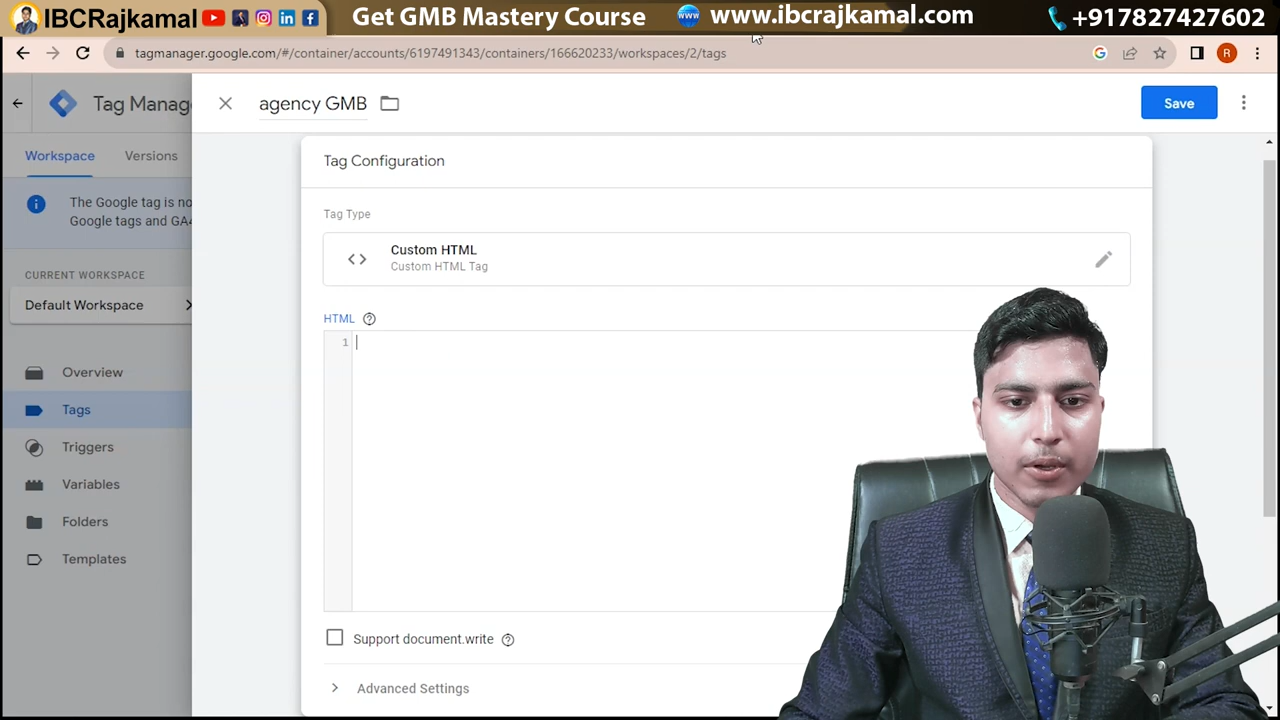 IBCRajkamal
Get GMB Mastery Course
www.ibcrajkamal.com
+917827427602
tagmanager.google.com/#/container/accounts/6197491343/containers/166620233/workspaces/2/tags
R
Tag Manag
agency GMB
Save
Workspace
Versions
The Google tag is no
Google tags and GA4
CURRENT WORKSPACE
Default Workspace
Overview
Tags
Triggers
Variables
Folders
Templates
Tag Configuration
Tag Type
Custom HTML
Custom HTML Tag
HTML
1
Support document.write
Advanced Settings